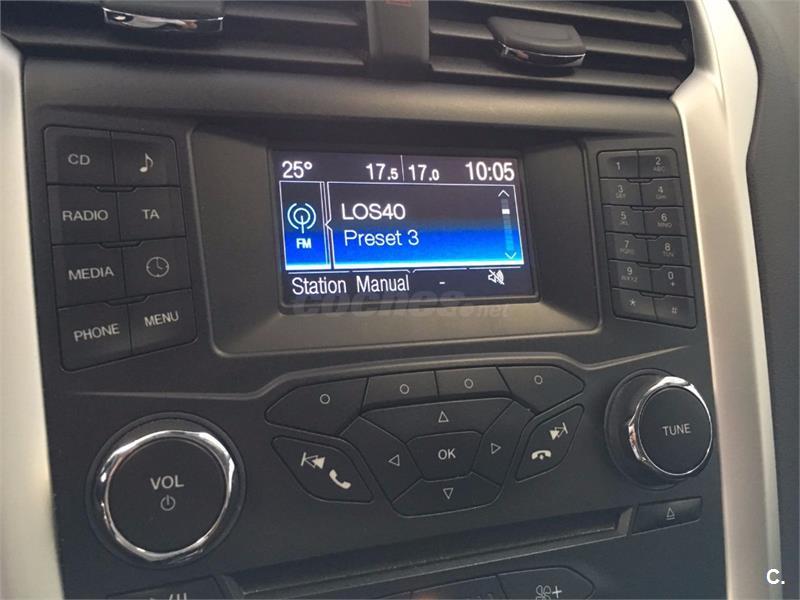 25° 17.5 17.0 10:05
LOS40
FM Preset 3
Station Manual -
coches.net
CD
RADIO TA
MEDIA
PHONE MENU
1 2 ABC
3 DEF 4 GHI
5 JKL 6 MNO
7 PQRS 8 TUV
9 WXYZ 0 +
* #
VOL
OK
TUNE
C.